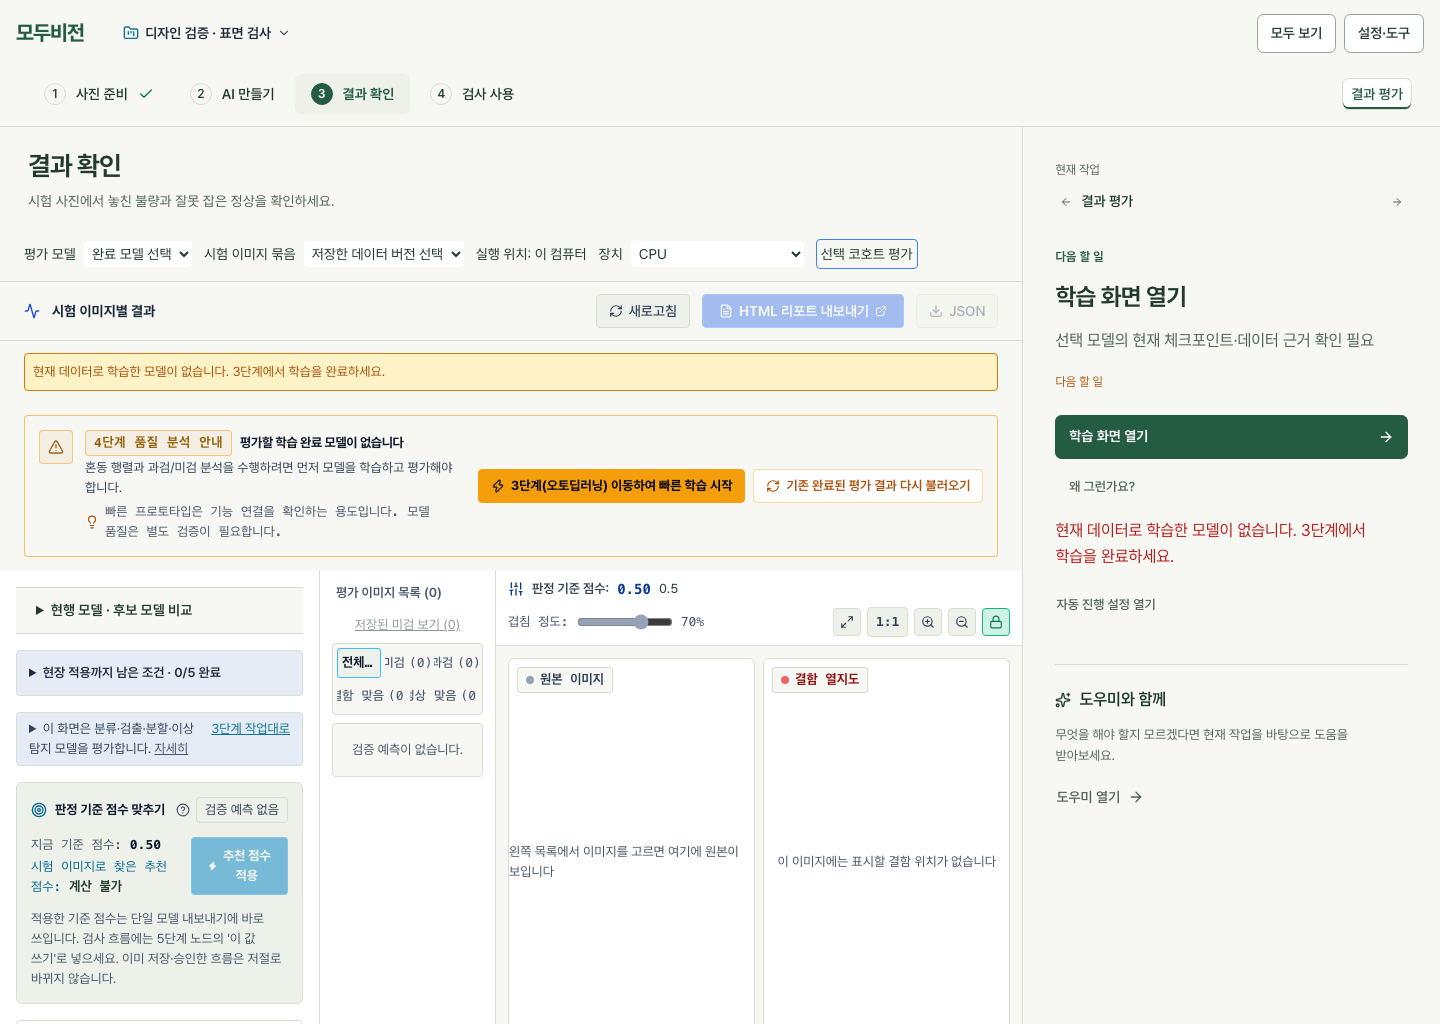 모두비전
디자인 검증 · 표면 검사
모두 보기
설정·도구
1 사진 준비
2 AI 만들기
3 결과 확인
4 검사 사용
결과 평가
결과 확인
시험 사진에서 놓친 불량과 잘못 잡은 정상을 확인하세요.
평가 모델 완료 모델 선택 시험 이미지 묶음 저장한 데이터 버전 선택 실행 위치: 이 컴퓨터 장치 CPU 선택 코호트 평가
시험 이미지별 결과
새로고침
HTML 리포트 내보내기
JSON
현재 데이터로 학습한 모델이 없습니다. 3단계에서 학습을 완료하세요.
4단계 품질 분석 안내 평가할 학습 완료 모델이 없습니다
혼동 행렬과 과검/미검 분석을 수행하려면 먼저 모델을 학습하고 평가해야
합니다.
빠른 프로토타입은 기능 연결을 확인하는 용도입니다. 모델
품질은 별도 검증이 필요합니다.
3단계(오토딥러닝) 이동하여 빠른 학습 시작
기존 완료된 평가 결과 다시 불러오기
현행 모델 · 후보 모델 비교
현장 적용까지 남은 조건 · 0/5 완료
이 화면은 분류·검출·분할·이상
탐지 모델을 평가합니다. 자세히
3단계 작업대로
판정 기준 점수 맞추기
검증 예측 없음
지금 기준 점수: 0.50
시험 이미지로 찾은 추천
점수: 계산 불가
추천 점수
적용
적용한 기준 점수는 단일 모델 내보내기에 바로
쓰입니다. 검사 흐름에는 5단계 노드의 '이 값
쓰기'로 넣으세요. 이미 저장·승인한 흐름은 저절로
바뀌지 않습니다.
평가 이미지 목록 (0)
저장된 미검 보기 (0)
전체... 미검 (0) 과검 (0)
결함 맞음 (0 정상 맞음 (0
검증 예측이 없습니다.
판정 기준 점수: 0.50 0.5
겹침 정도: 70%
1:1
원본 이미지
왼쪽 목록에서 이미지를 고르면 여기에 원본이
보입니다
결함 열지도
이 이미지에는 표시할 결함 위치가 없습니다
현재 작업
결과 평가
다음 할 일
학습 화면 열기
선택 모델의 현재 체크포인트·데이터 근거 확인 필요
다음 할 일
학습 화면 열기
왜 그런가요?
현재 데이터로 학습한 모델이 없습니다. 3단계에서
학습을 완료하세요.
자동 진행 설정 열기
도우미와 함께
무엇을 해야 할지 모르겠다면 현재 작업을 바탕으로 도움을
받아보세요.
도우미 열기